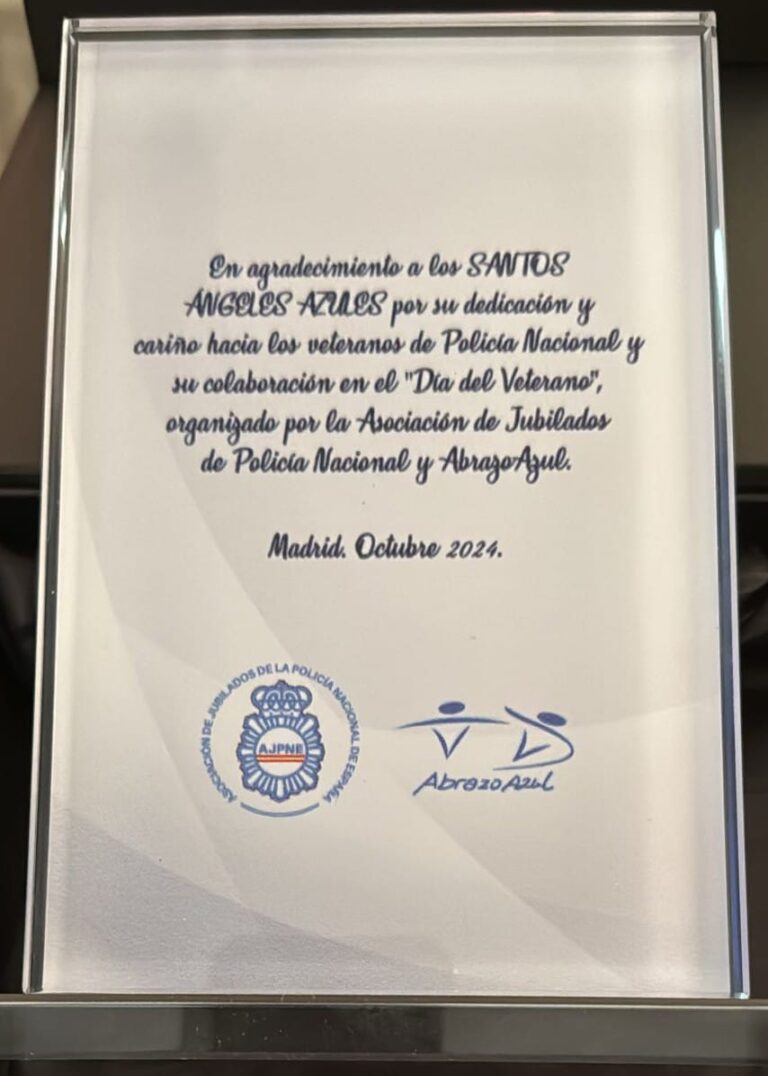 En agradecimiento a los SANTOS
ÁNGELES AZULES por su dedicación y
cariño hacia los veteranos de Policía Nacional y
su colaboración en el "Día del Veterano",
organizado por la Asociación de Jubilados
de Policía Nacional y AbrazoAzul.
Madrid. Octubre 2024.
ASOCIACIÓN DE JUBILADOS DE LA POLICÍA NACIONAL DE ESPAÑA
AJPNE
AbrazoAzul